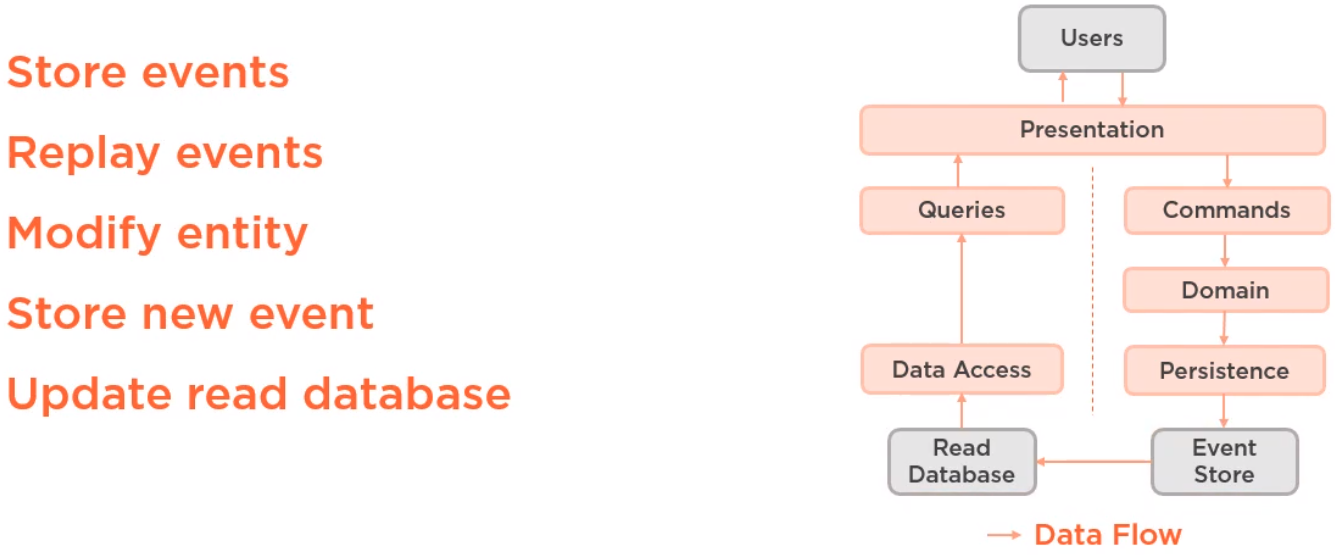 Store events
Replay events
Modify entity
Store new event
Update read database
Users
Presentation
Queries
Commands
Domain
Data Access
Persistence
Read
Database
Event
Store
Data Flow